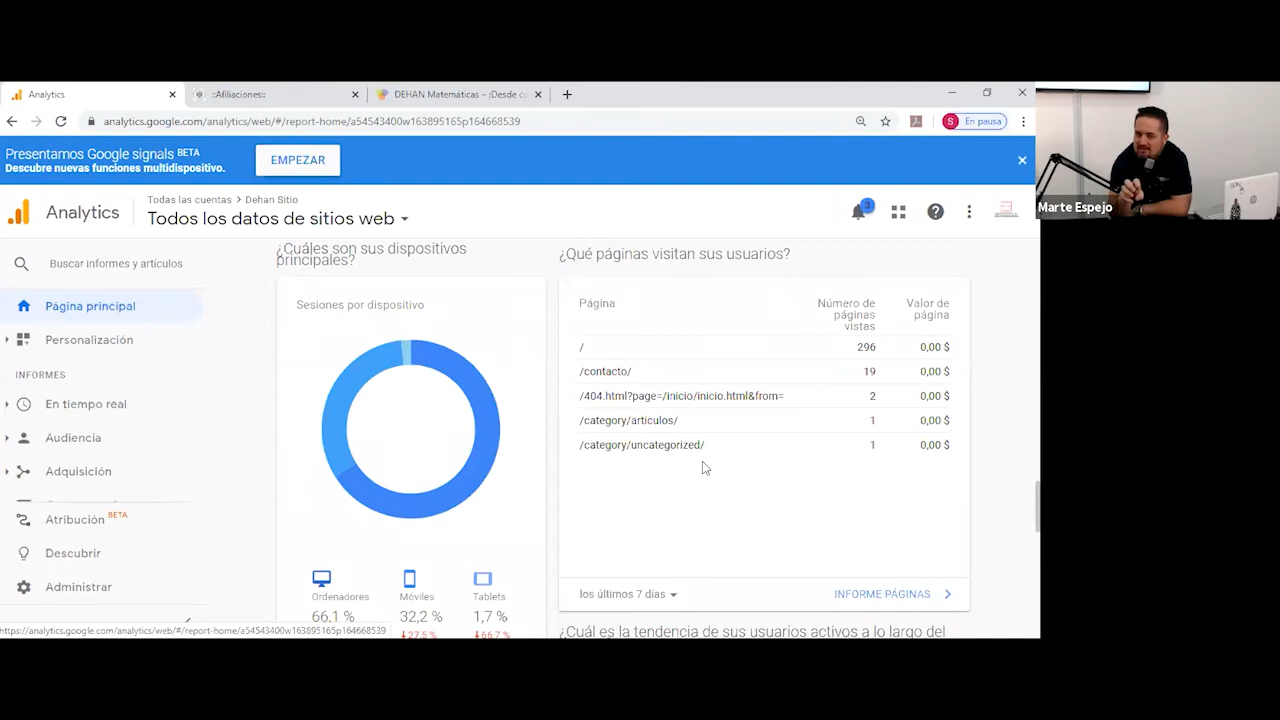 Analytics
::Afiliaciones::
DEHAN Matemáticas – ¡Desde co
analytics.google.com/analytics/web/#/report-home/a54543400w163895165p164668539
S En pausa
Presentamos Google signals BETA
Descubre nuevas funciones multidispositivo.
EMPEZAR
Marte Espejo
Analytics
Todas las cuentas > Dehan Sitio
Todos los datos de sitios web
3
Buscar informes y artículos
Página principal
Personalización
INFORMES
En tiempo real
Audiencia
Adquisición
Atribución BETA
Descubrir
Administrar
¿Cuáles son sus dispositivos
principales?
Sesiones por dispositivo
Ordenadores
66,1 %
Móviles
32,2 %
27,5 %
Tablets
1,7 %
66,7 %
¿Qué páginas visitan sus usuarios?
Página
Número de
páginas
vistas
Valor de
página
/ 296 0,00 $
/contacto/ 19 0,00 $
/404.html?page=/inicio/inicio.html&from= 2 0,00 $
/category/articulos/ 1 0,00 $
/category/uncategorized/ 1 0,00 $
los últimos 7 días
INFORME PÁGINAS
¿Cuál es la tendencia de sus usuarios activos a lo largo del
https://analytics.google.com/analytics/web/#/report-home/a54543400w163895165p164668539